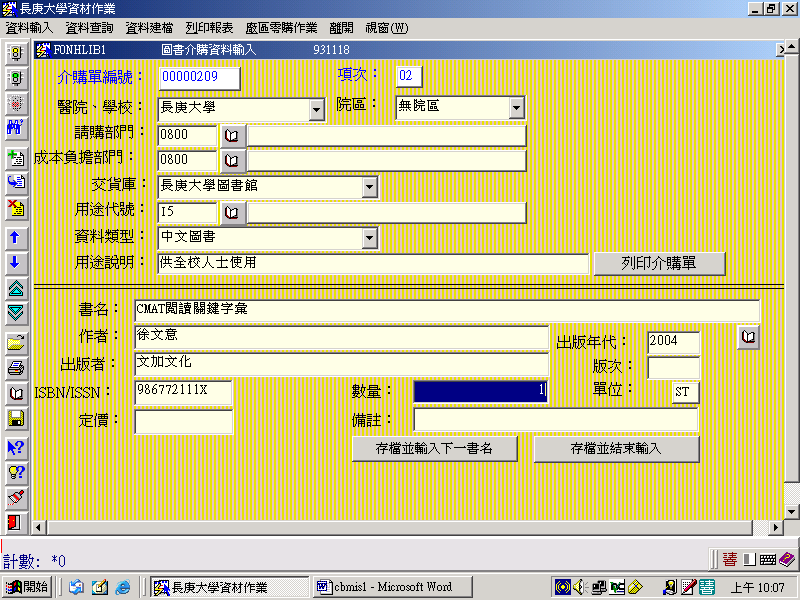 長庚大學資材作業
資料輸入 資料查詢 資料建檔 列印報表 廠區零購作業 離開 視窗(W)
FONHLIB1 圖書介購資料輸入 931118
介購單編號： 00000209 項次： 02
醫院、學校： 長庚大學 院區： 無院區
請購部門： 0800
成本負擔部門： 0800
交貨庫： 長庚大學圖書館
用途代號： I5
資料類型： 中文圖書
用途說明： 供全校人士使用 列印介購單
書名： CMAT閱讀關鍵字彙
作者： 徐文意 出版年代： 2004
出版者： 文加文化 版次：
ISBN/ISSN： 986772111X 數量： 1 單位： ST
定價： 備註：
存檔並輸入下一書名 存檔並結束輸入
計數: *0
開始 長庚大學資材作業 cbmis1 - Microsoft Word 上午 10:07